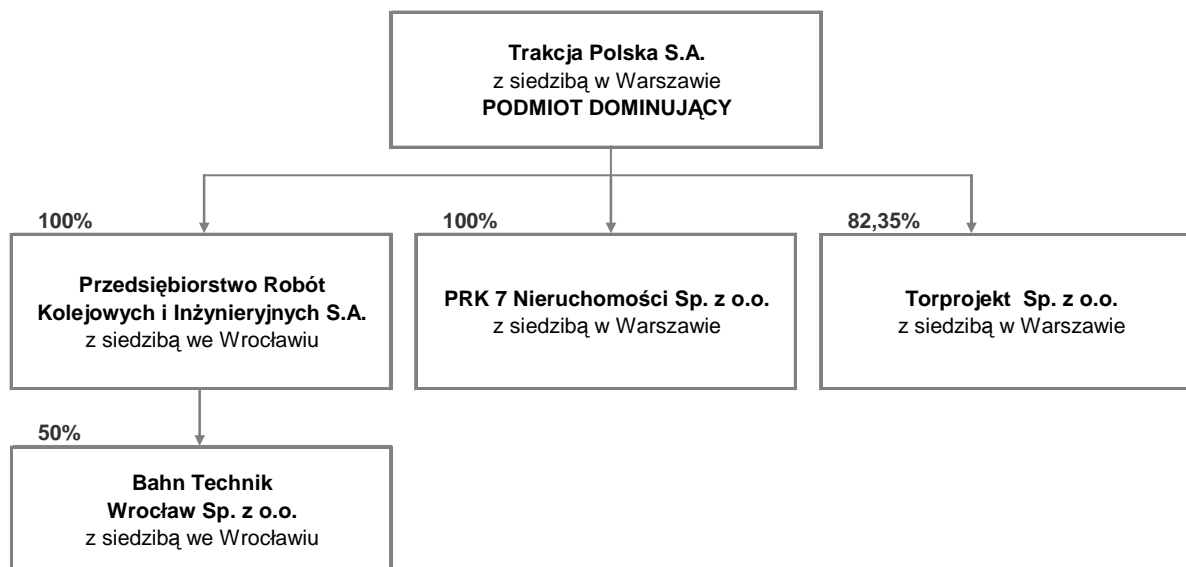 Trakcja Polska S.A.
z siedzibą w Warszawie
PODMIOT DOMINUJĄCY
100%
Przedsiębiorstwo Robót
Kolejowych i Inżynieryjnych S.A.
z siedzibą we Wrocławiu
100%
PRK 7 Nieruchomości Sp. z o.o.
z siedzibą w Warszawie
82,35%
Torprojekt Sp. z o.o.
z siedzibą w Warszawie
50%
Bahn Technik
Wrocław Sp. z o.o.
z siedzibą we Wrocławiu